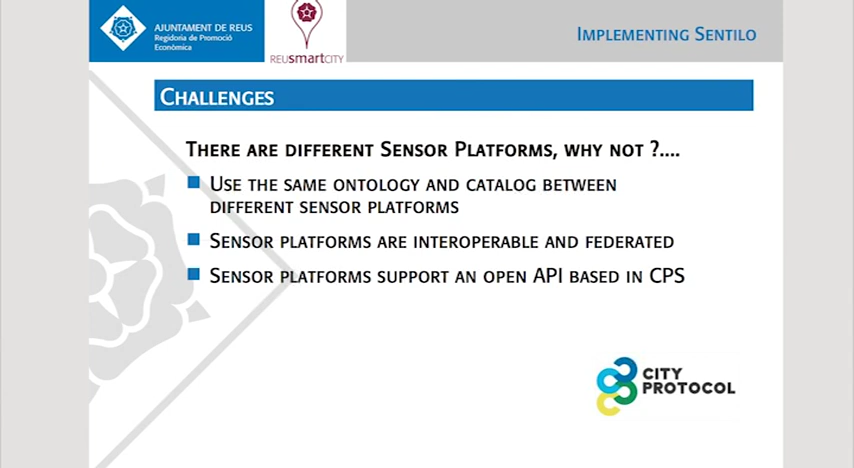 AJUNTAMENT DE REUS
Regidoria de Promoció
Econòmica
REUSmartCITY
IMPLEMENTING SENTILO
CHALLENGES
THERE ARE DIFFERENT SENSOR PLATFORMS, WHY NOT ?....
USE THE SAME ONTOLOGY AND CATALOG BETWEEN
DIFFERENT SENSOR PLATFORMS
SENSOR PLATFORMS ARE INTEROPERABLE AND FEDERATED
SENSOR PLATFORMS SUPPORT AN OPEN API BASED IN CPS
CITY
PROTOCOL